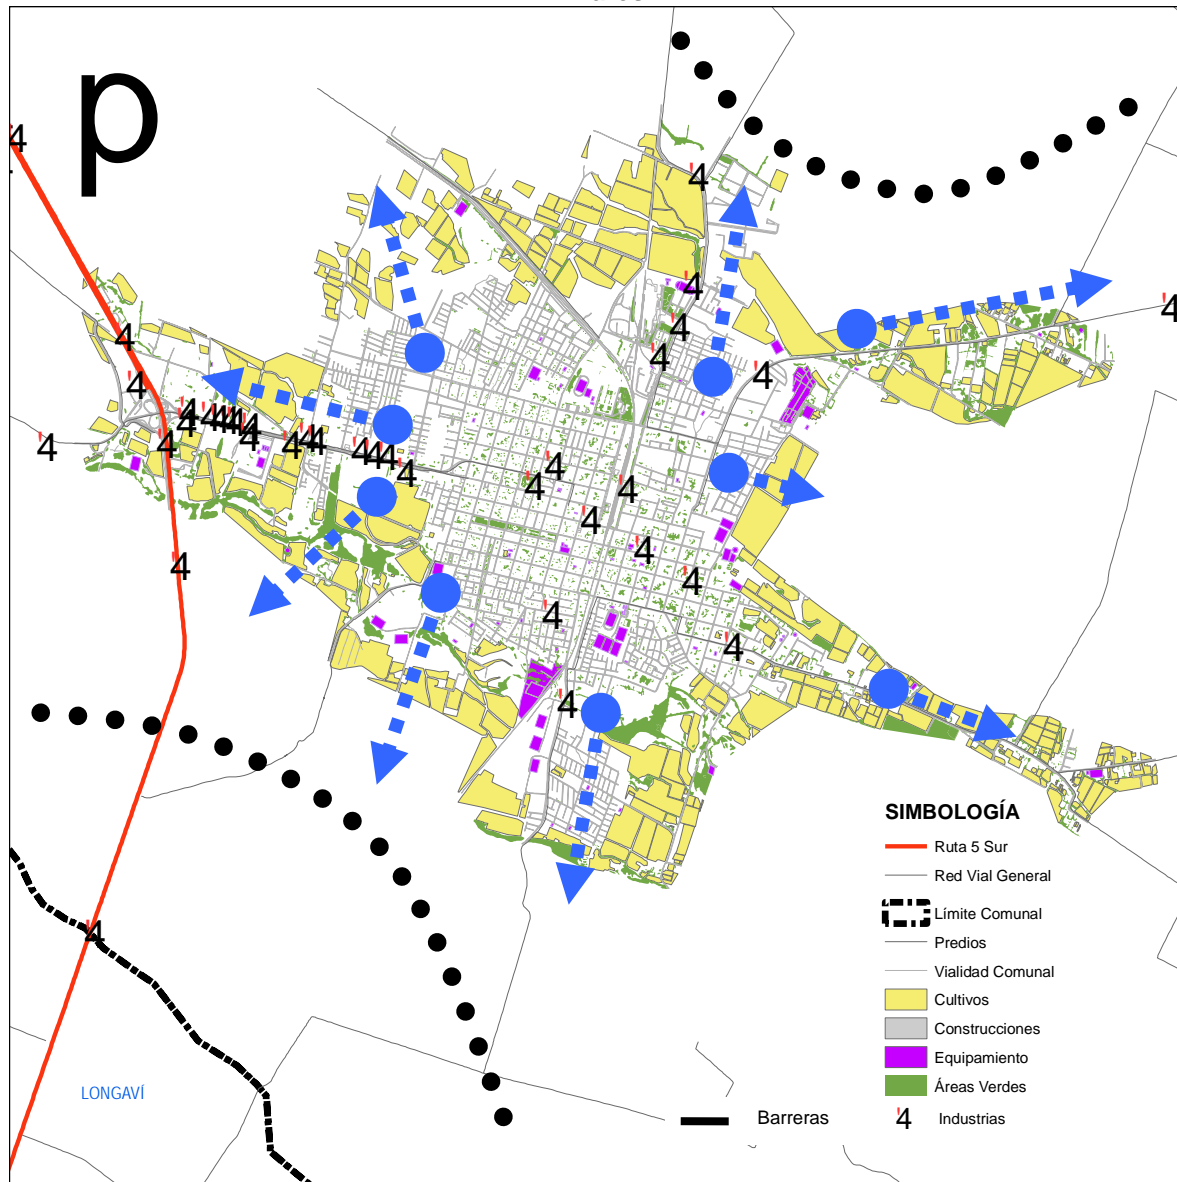 p
LONGAVÍ
SIMBOLOGÍA
Ruta 5 Sur
Red Vial General
Límite Comunal
Predios
Vialidad Comunal
Cultivos
Construcciones
Equipamiento
Áreas Verdes
4 Industrias
Barreras